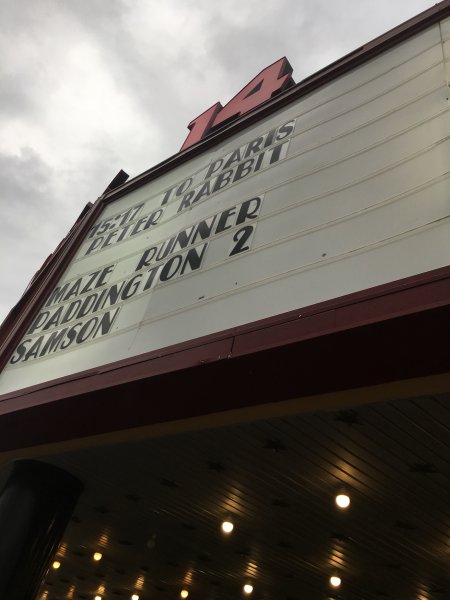 14
15:17 TO PARIS
PETER RABBIT
MAZE RUNNER
PADDINGTON 2
SAMSON